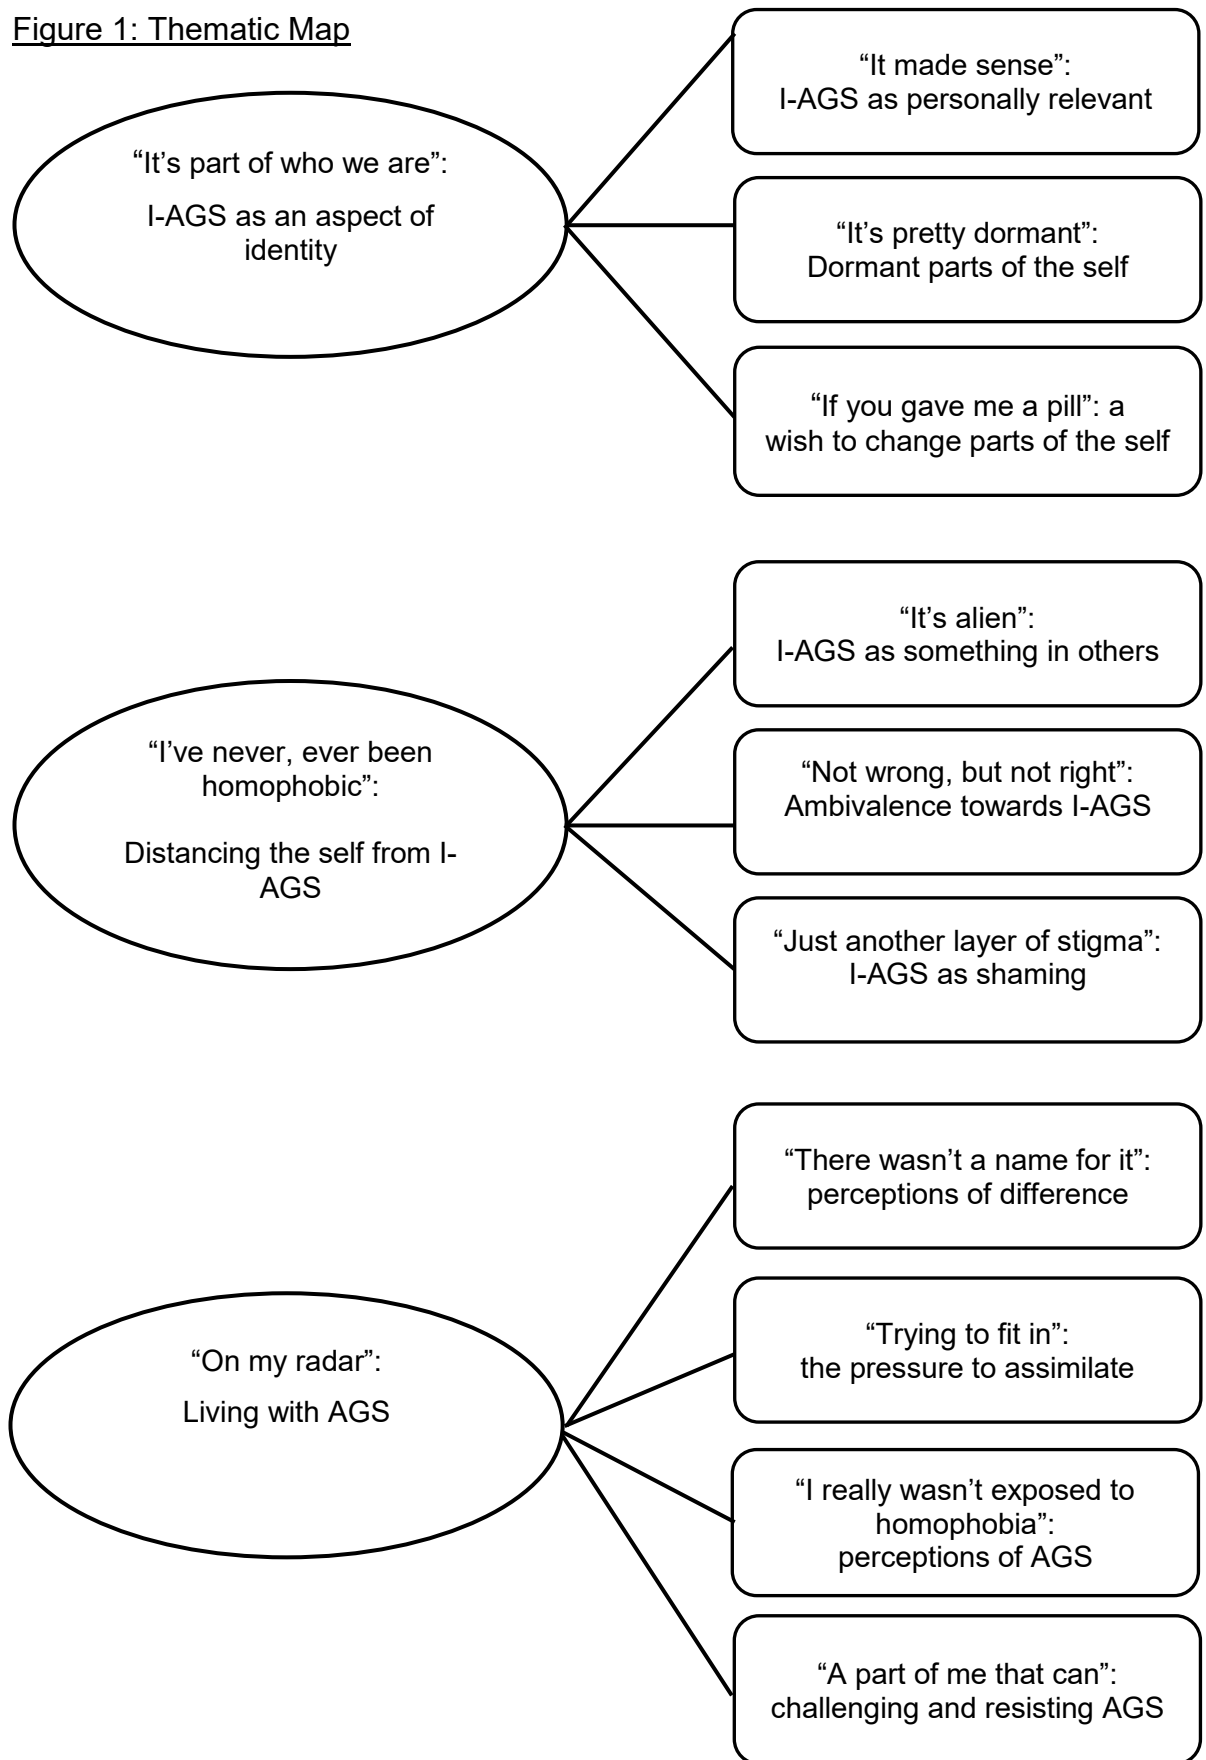 Figure 1: Thematic Map
“It’s part of who we are”:
I-AGS as an aspect of
identity
“It made sense”:
I-AGS as personally relevant
“It’s pretty dormant”:
Dormant parts of the self
“If you gave me a pill”: a
wish to change parts of the self
“I’ve never, ever been
homophobic”:
Distancing the self from I-
AGS
“It’s alien”:
I-AGS as something in others
“Not wrong, but not right”:
Ambivalence towards I-AGS
“Just another layer of stigma”:
I-AGS as shaming
“On my radar”:
Living with AGS
“There wasn’t a name for it”:
perceptions of difference
“Trying to fit in”:
the pressure to assimilate
“I really wasn’t exposed to
homophobia”:
perceptions of AGS
“A part of me that can”:
challenging and resisting AGS